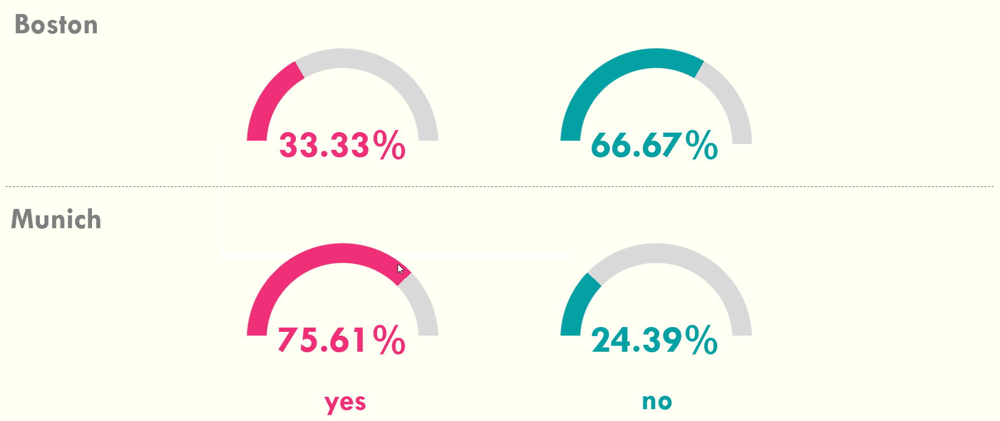 Boston
33.33% 66.67%
Munich
75.61% 24.39%
yes no